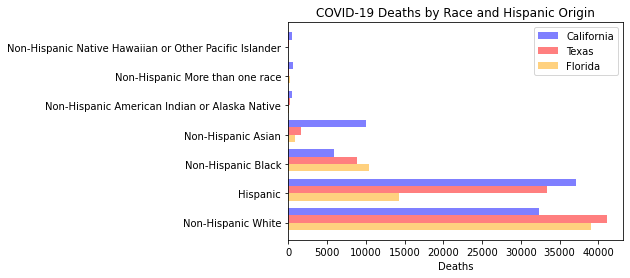 COVID-19 Deaths by Race and Hispanic Origin
California
Texas
Florida
Non-Hispanic Native Hawaiian or Other Pacific Islander
Non-Hispanic More than one race
Non-Hispanic American Indian or Alaska Native
Non-Hispanic Asian
Non-Hispanic Black
Hispanic
Non-Hispanic White
0 5000 10000 15000 20000 25000 30000 35000 40000
Deaths